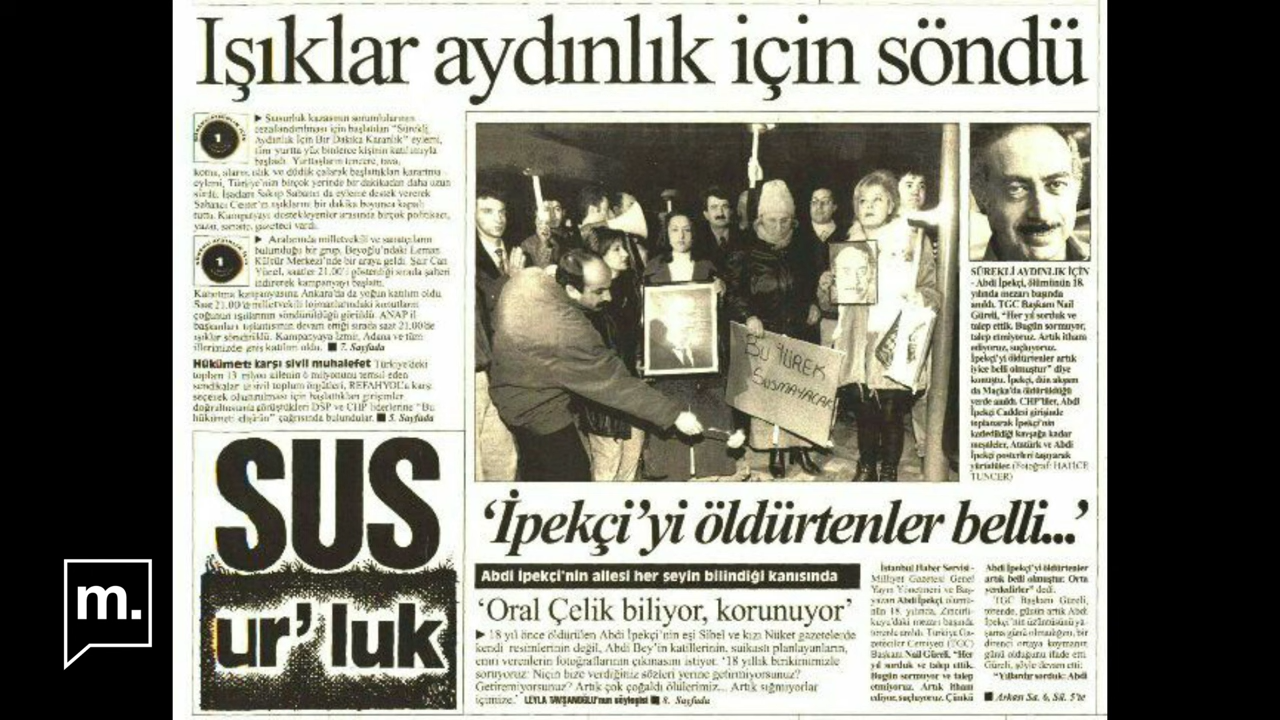 Işıklar aydınlık için söndü
► Susurluk kazasının sorumlularının
cezalandırılması için başlatılan "Sürekli
Aydınlık İçin Bir Dakika Karanlık" eylemi,
tüm yurtta yüz binlerce kişinin katılımıyla
başladı. Yurttaşların tencere, tava,
korna, alarm, ıslık ve düdük çalarak başlattıkları karartma
eylemi, Türkiye'nin birçok yerinde bir dakikadan daha uzun
sürdü. İşadamı Sakıp Sabancı da eyleme destek vererek
Sabancı Center'ın ışıklarını bir dakika boyunca kapalı
tuttu. Kampanyayı destekleyenler arasında birçok politikacı,
yazar, sanatçı, gazeteci vardı.
► Aralarında milletvekili ve sanatçıların
bulunduğu bir grup, Beyoğlu'ndaki Leman
Kültür Merkezi'nde bir araya geldi. Şair Can
Yücel, saatler 21.00'i gösterdiği sırada şalteri
indirerek kampanyayı başlattı.
Karartma kampanyasına Ankara'da da yoğun katılım oldu.
Saat 21.00'de milletvekili lojmanlarındaki konutların
çoğunun ışıklarının söndürüldüğü görüldü. ANAP il
başkanları toplantısının devam ettiği sırada saat 21.00'de
ışıklar söndürüldü. Kampanyaya İzmir, Adana ve tüm
illerimizde geniş katılım oldu. ■ 7. Sayfada
Hükümete karşı sivil muhalefet Türkiye'deki
toplam 13 milyon ailenin 6 milyonunu temsil eden
sendikalar ve sivil toplum örgütleri, REFAHYOL'a karşı
seçenek oluşturulması için başlattıkları girişimler
doğrultusunda görüştükleri DSP ve CHP liderlerine "Bu
hükümeti düşürün" çağrısında bulundular. ■ 5. Sayfada
SUS
ur' luk
BU YÜREK
SUSMAYACAK
SÜREKLİ AYDINLIK İÇİN
- Abdi İpekçi, ölümünün 18.
yılında mezarı başında
anıldı. TGC Başkanı Nail
Güreli, "Her yıl sorduk ve
talep ettik. Bugün sormuyor,
talep etmiyoruz. Artık itham
ediyoruz, suçluyoruz.
İpekçi'yi öldürtenler artık
iyice belli olmuştur" diye
konuştu. İpekçi, dün akşam
da Maçka'da öldürüldüğü
yerde anıldı. CHP'liler, Abdi
İpekçi Caddesi girişinde
toplanarak İpekçi'nin
katledildiği kavşağa kadar
meşaleler, Atatürk ve Abdi
İpekçi posterleri taşıyarak
yürüdüler. (Fotoğraf: HATİCE
TUNCER)
'İpekçi'yi öldürtenler belli...'
Abdi İpekçi'nin ailesi her şeyin bilindiği kanısında
'Oral Çelik biliyor, korunuyor'
► 18 yıl önce öldürülen Abdi İpekçi'nin eşi Sibel ve kızı Nüket gazetelerde
kendi resimlerinin değil, Abdi Bey'in katillerinin, suikastı planlayanların,
emri verenlerin fotoğraflarının çıkmasını istiyor. '18 yıllık birikimimizle
soruyoruz: Niçin bize verdiğiniz sözleri yerine getirmiyorsunuz?
Getiremiyorsunuz? Artık çok çoğaldı ölülerimiz... Artık sığmıyorlar
içimize.' LEYLA TAVŞANOĞLU'nun söyleşisi ■ 8. Sayfada
İstanbul Haber Servisi -
Milliyet Gazetesi Genel
Yayın Yönetmeni ve Baş-
yazarı Abdi İpekçi, ölümü-
nün 18. yılında, Zincirli-
kuyu'daki mezarı başında
törenle anıldı. Türkiye Ga-
zeteciler Cemiyeti (TGC)
Başkanı Nail Güreli, "Her
yıl sorduk ve talep ettik.
Bugün sormuyor ve talep
etmiyoruz. Artık itham
ediyor, suçluyoruz. Çünkü
Abdi İpekçi'yi öldürtenler
artık belli olmuştur. Orta
yerdedirler" dedi.
TGC Başkanı Güreli,
törende, günün artık Abdi
İpekçi'nin üzüntüsünü ya-
şama günü olmadığını, bir
direnci ortaya koymanın
günü olduğunu ifade etti.
Güreli, şöyle devam etti:
"Yıllardır sorduk: Abdi
■ Arkası Sa. 6, Sü. 5'te
m.